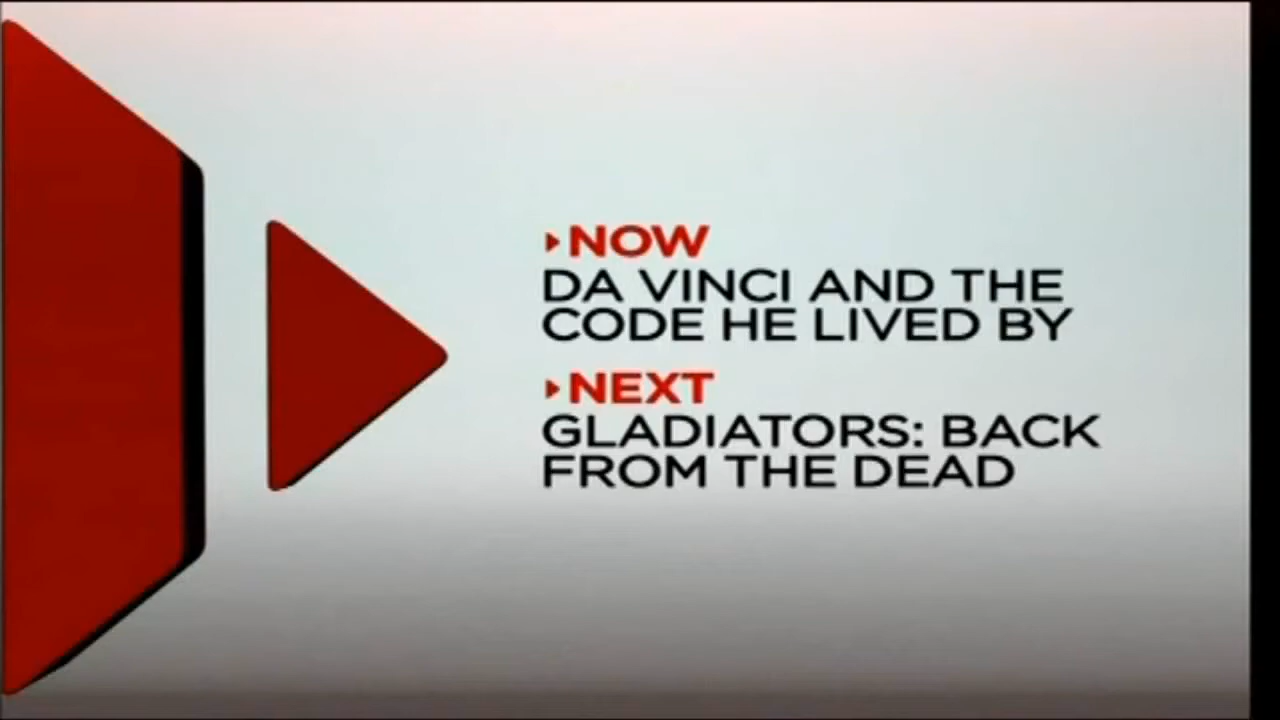 NOW
DA VINCI AND THE
CODE HE LIVED BY
NEXT
GLADIATORS: BACK
FROM THE DEAD